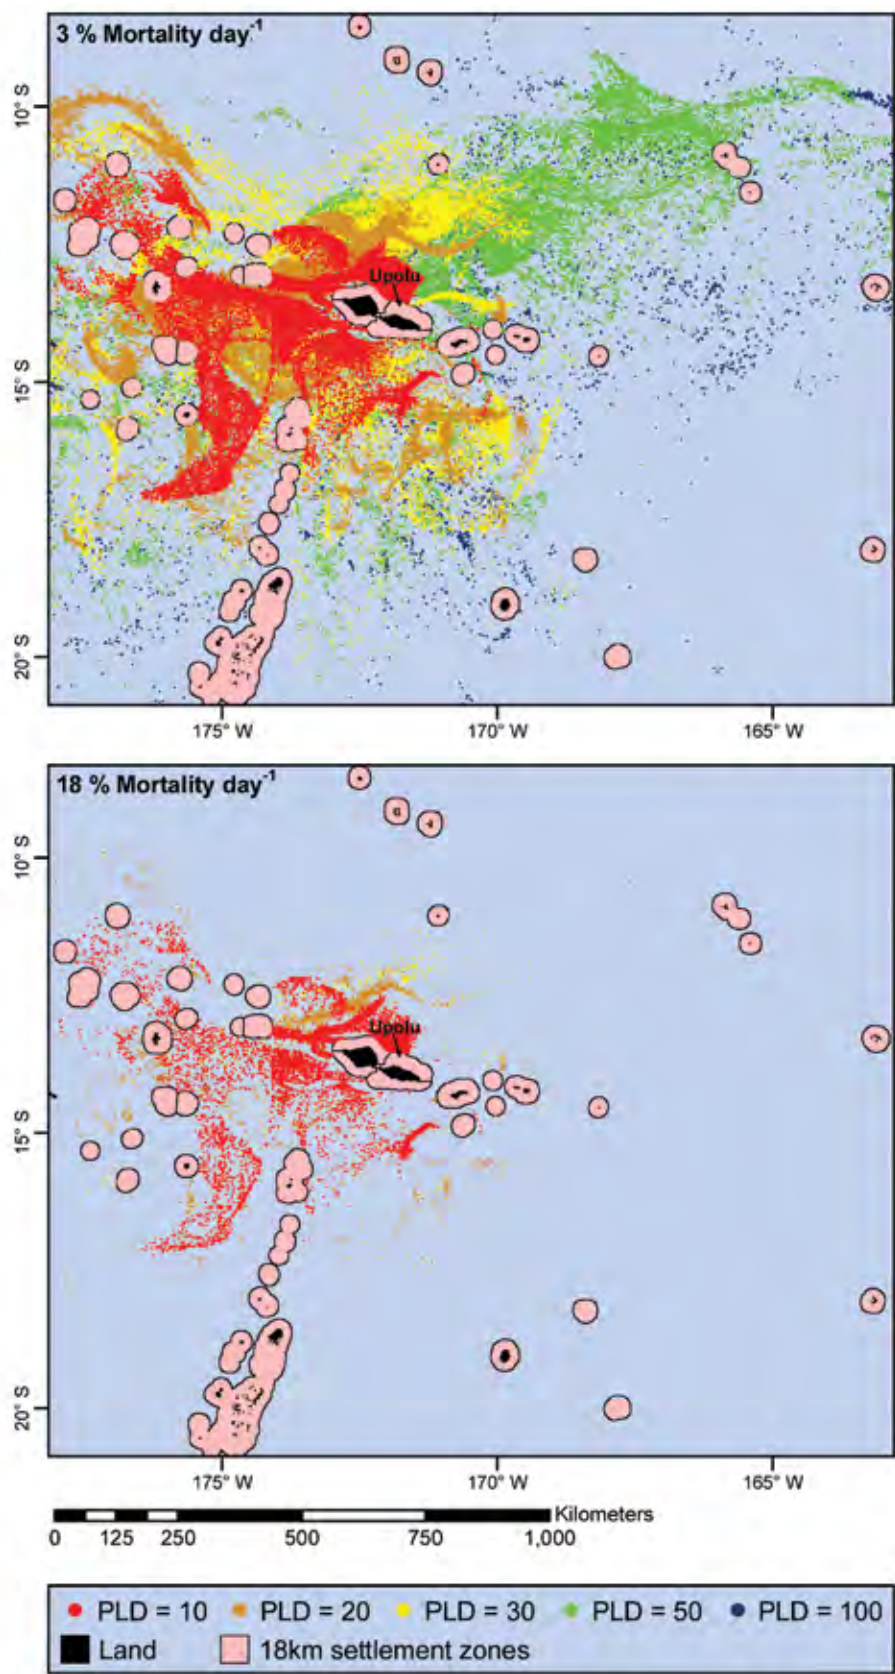 3 % Mortality day-1
10° S
Upolu
15° S
20° S
175° W
170° W
165° W
18 % Mortality day-1
10° S
Upolu
15° S
20° S
175° W
170° W
165° W
Kilometers
0 125 250 500 750 1,000
PLD = 10 PLD = 20 PLD = 30 PLD = 50 PLD = 100
Land 18km settlement zones